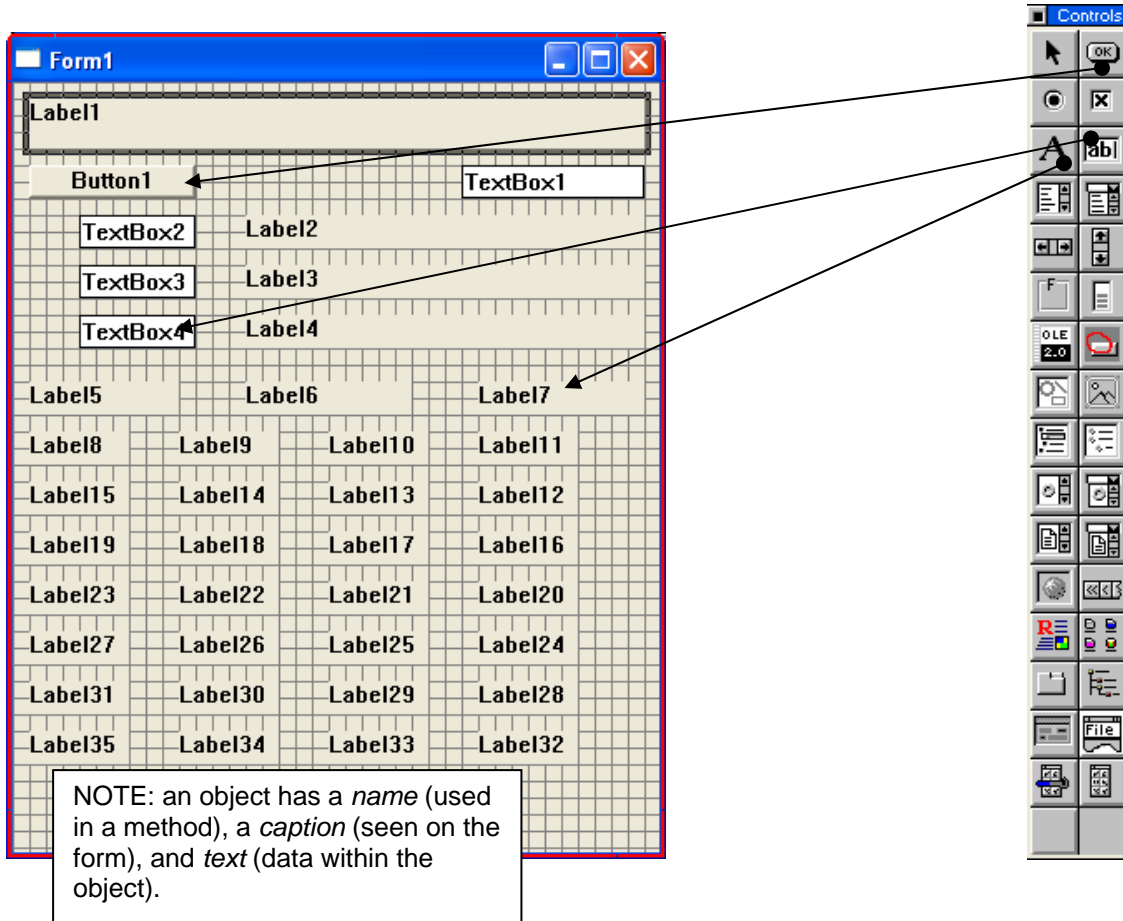 Controls
Form1
OK
Label1
A
ab
Button1
TextBox1
TextBox2
Label2
TextBox3
Label3
F
TextBox4
Label4
OLE
2.0
Label5
Label6
Label7
Label8
Label9
Label10
Label11
Label15
Label14
Label13
Label12
Label19
Label18
Label17
Label16
Label23
Label22
Label21
Label20
R
Label27
Label26
Label25
Label24
Label31
Label30
Label29
Label28
File
Label35
Label34
Label33
Label32
NOTE: an object has a name (used
in a method), a caption (seen on the
form), and text (data within the
object).